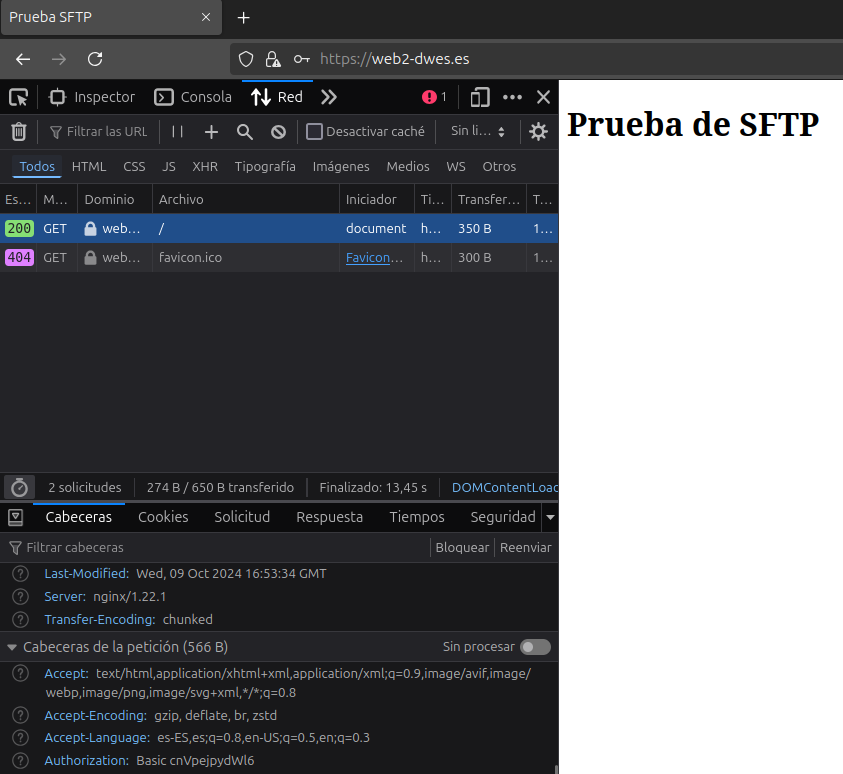 Prueba SFTP
https://web2-dwes.es
Inspector Consola Red 1
Filtrar las URL Desactivar caché Sin li…
Todos HTML CSS JS XHR Tipografía Imágenes Medios WS Otros
Es… M… Dominio Archivo Iniciador Ti… Transfer… T…
200 GET web… / document h… 350 B 1…
404 GET web… favicon.ico Favicon… h… 300 B 1…
2 solicitudes 274 B / 650 B transferido Finalizado: 13,45 s DOMContentLoad
Cabeceras Cookies Solicitud Respuesta Tiempos Seguridad
Filtrar cabeceras Bloquear Reenviar
Last-Modified: Wed, 09 Oct 2024 16:53:34 GMT
Server: nginx/1.22.1
Transfer-Encoding: chunked
Cabeceras de la petición (566 B) Sin procesar
Accept: text/html,application/xhtml+xml,application/xml;q=0.9,image/avif,image/
webp,image/png,image/svg+xml,*/*;q=0.8
Accept-Encoding: gzip, deflate, br, zstd
Accept-Language: es-ES,es;q=0.8,en-US;q=0.5,en;q=0.3
Authorization: Basic cnVpejpydWl6
Prueba de SFTP